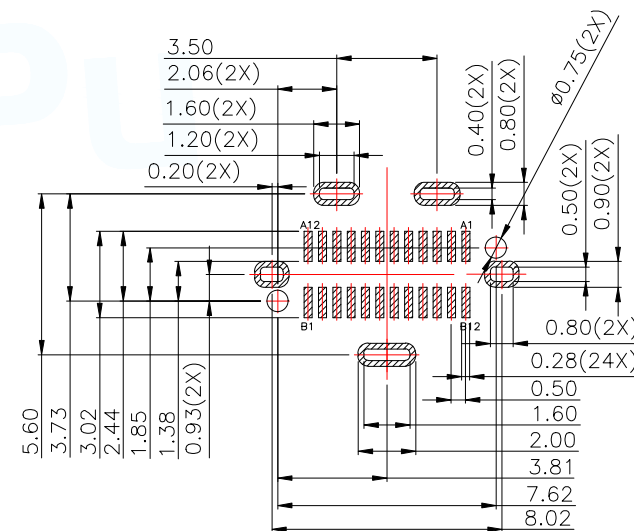 3.50
2.06(2X)
1.60(2X)
1.20(2X)
0.20(2X)
0.40(2X)
0.80(2X)
ø0.75(2X)
0.50(2X)
0.90(2X)
A12
A1
B1
B12
5.60
3.73
3.02
2.44
1.85
1.38
0.93(2X)
0.80(2X)
0.28(24X)
0.50
1.60
2.00
3.81
7.62
8.02